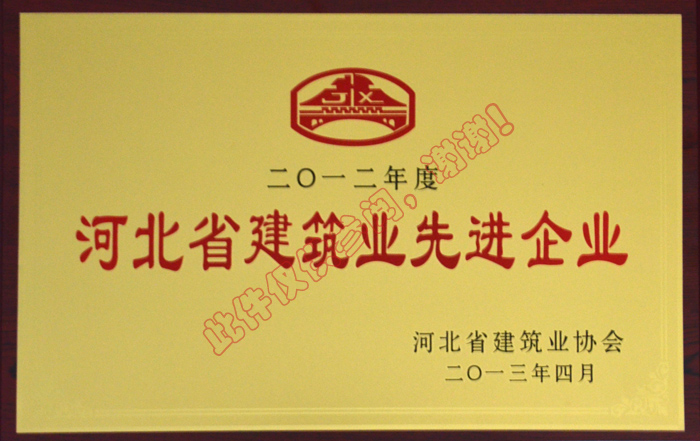 二〇一二年度
河北省建筑业先进企业
此件仅供参阅，谢谢！
河北省建筑业协会
二〇一三年四月